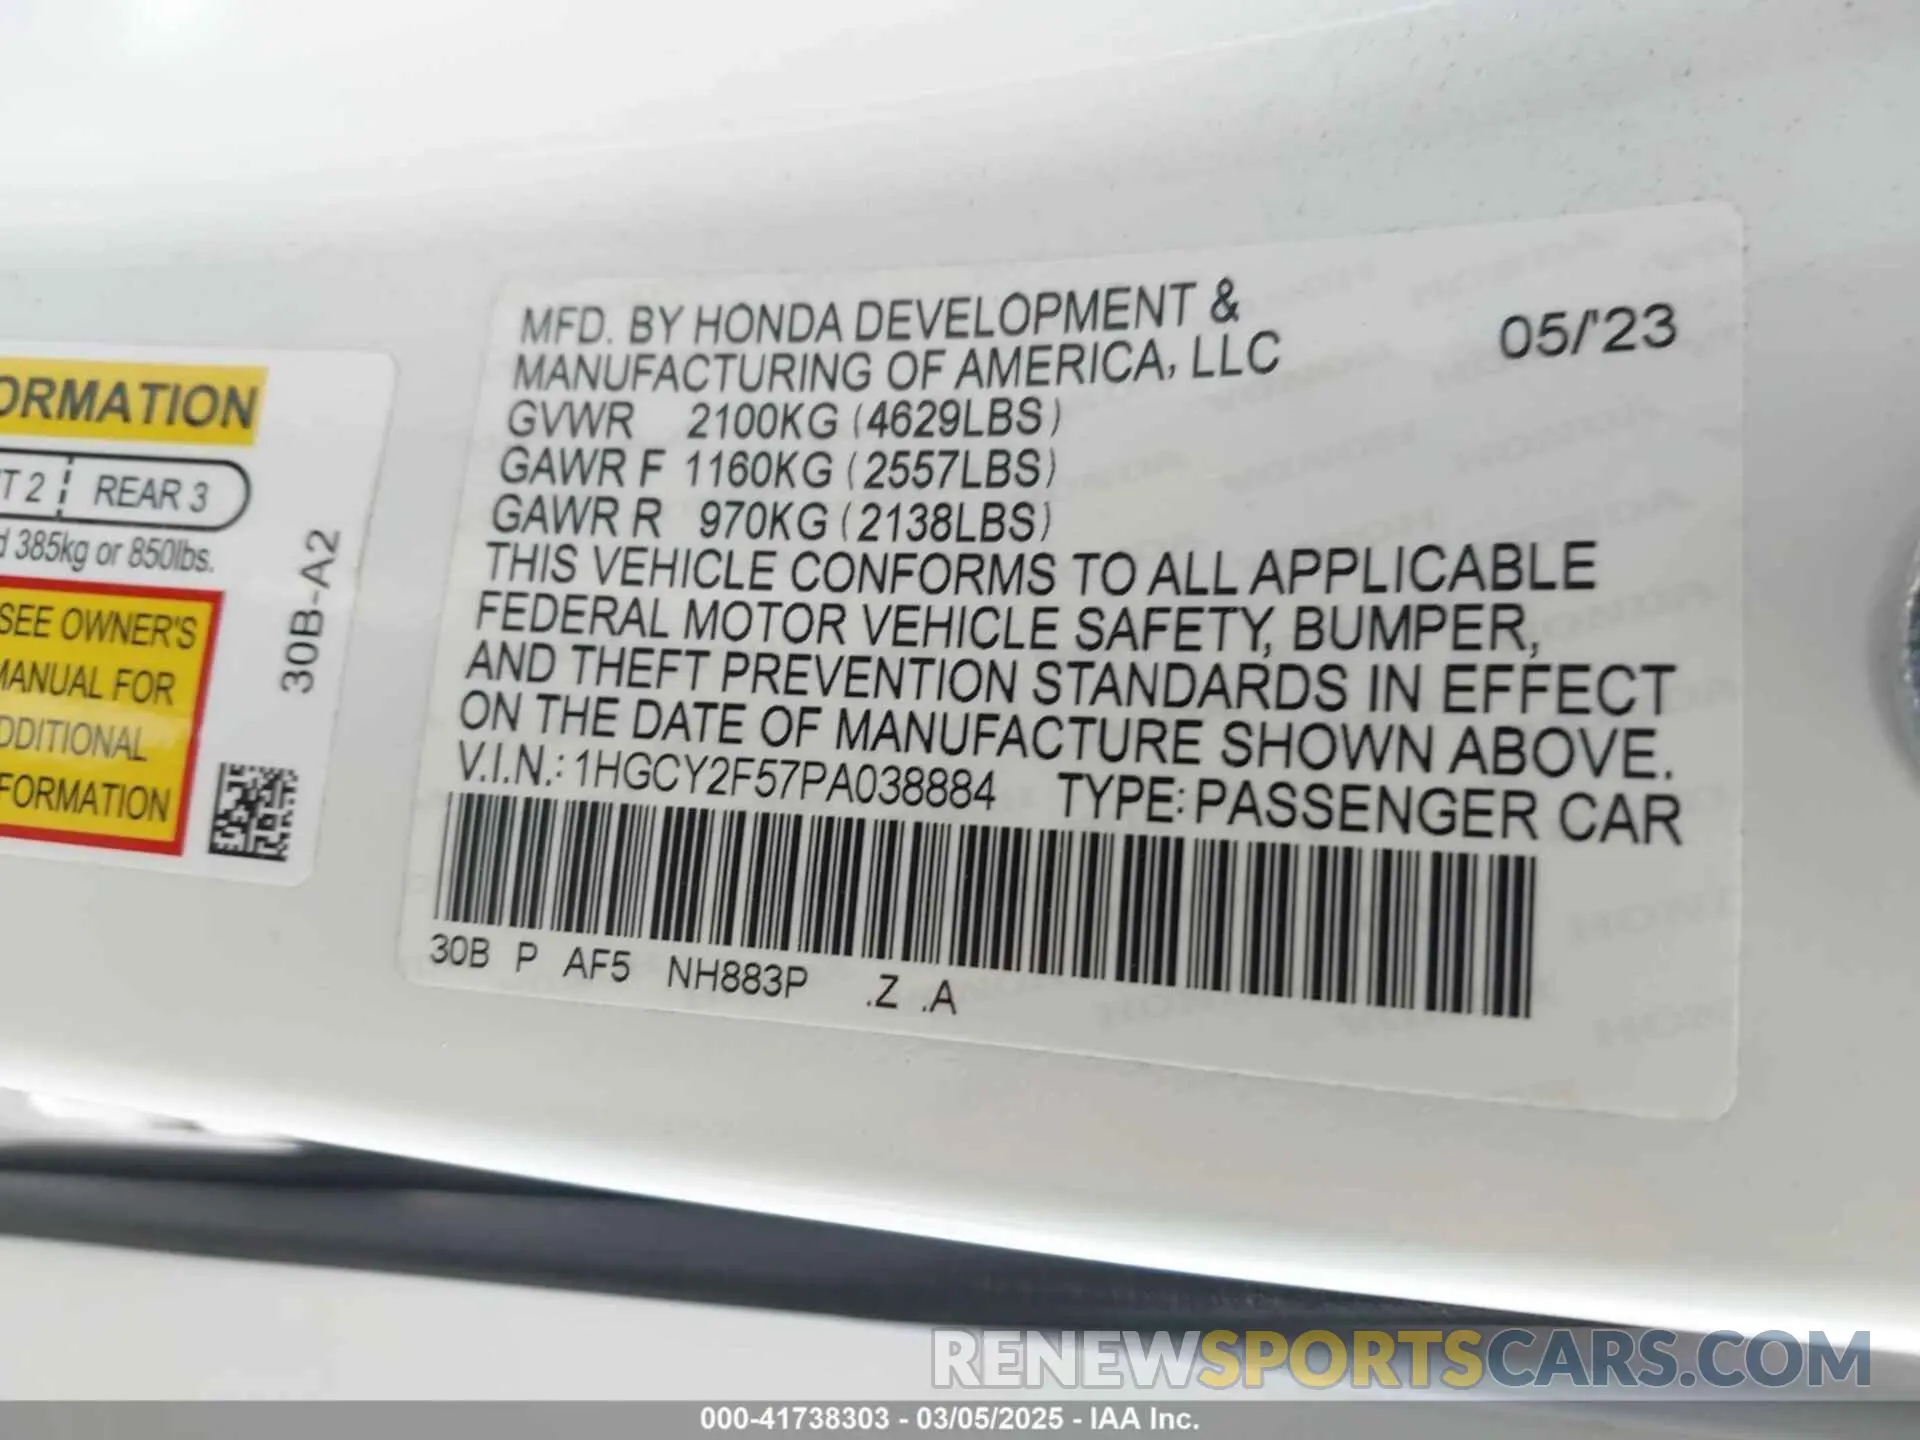 ORMATION
T 2 REAR 3
d 385kg or 850lbs.
SEE OWNER'S
MANUAL FOR
DDITIONAL
FORMATION
30B-A2
MFD. BY HONDA DEVELOPMENT &
MANUFACTURING OF AMERICA, LLC
05/'23
GVWR 2100KG (4629LBS)
GAWR F 1160KG (2557LBS)
GAWR R 970KG (2138LBS)
THIS VEHICLE CONFORMS TO ALL APPLICABLE
FEDERAL MOTOR VEHICLE SAFETY, BUMPER,
AND THEFT PREVENTION STANDARDS IN EFFECT
ON THE DATE OF MANUFACTURE SHOWN ABOVE.
V.I.N.: 1HGCY2F57PA038884 TYPE: PASSENGER CAR
30B P AF5 NH883P .Z .A
RENEWSPORTSCARS.COM
000-41738303 - 03/05/2025 - IAA Inc.